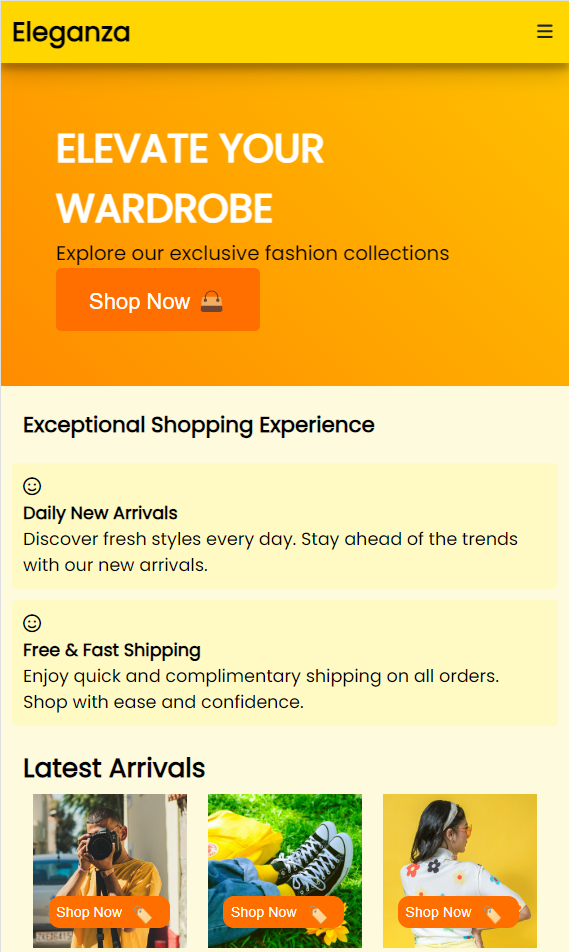 Eleganza
ELEVATE YOUR
WARDROBE
Explore our exclusive fashion collections
Shop Now
Exceptional Shopping Experience
Daily New Arrivals
Discover fresh styles every day. Stay ahead of the trends
with our new arrivals.
Free & Fast Shipping
Enjoy quick and complimentary shipping on all orders.
Shop with ease and confidence.
Latest Arrivals
Shop Now
Shop Now
Shop Now